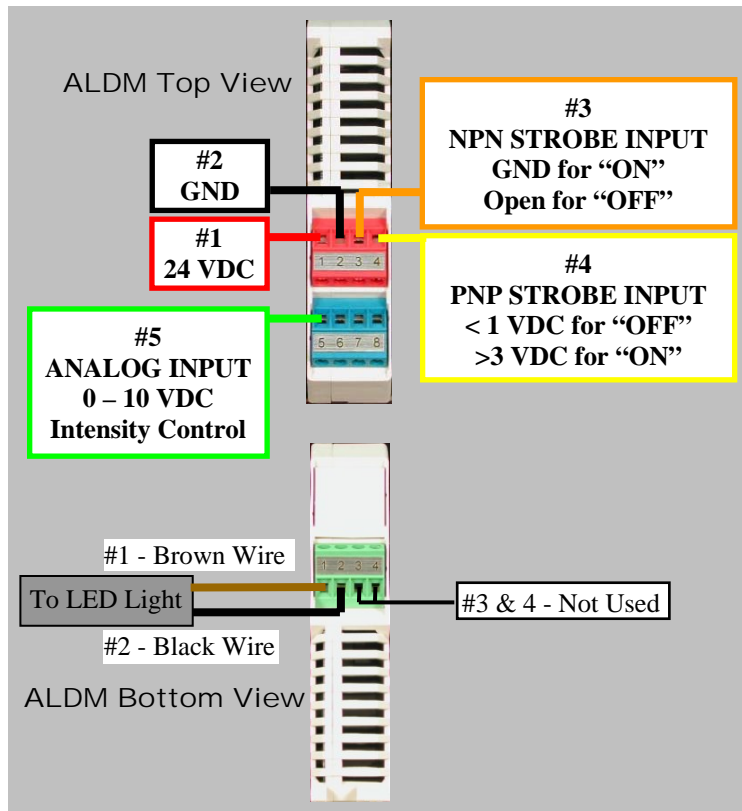 ALDM Top View
#3
NPN STROBE INPUT
GND for “ON”
Open for “OFF”
#2
GND
#1
24 VDC
1 2 3 4
#4
PNP STROBE INPUT
< 1 VDC for “OFF”
>3 VDC for “ON”
#5
ANALOG INPUT
0 – 10 VDC
Intensity Control
5 6 7 8
#1 - Brown Wire
1 2 3 4
To LED Light
#3 & 4 - Not Used
#2 - Black Wire
ALDM Bottom View